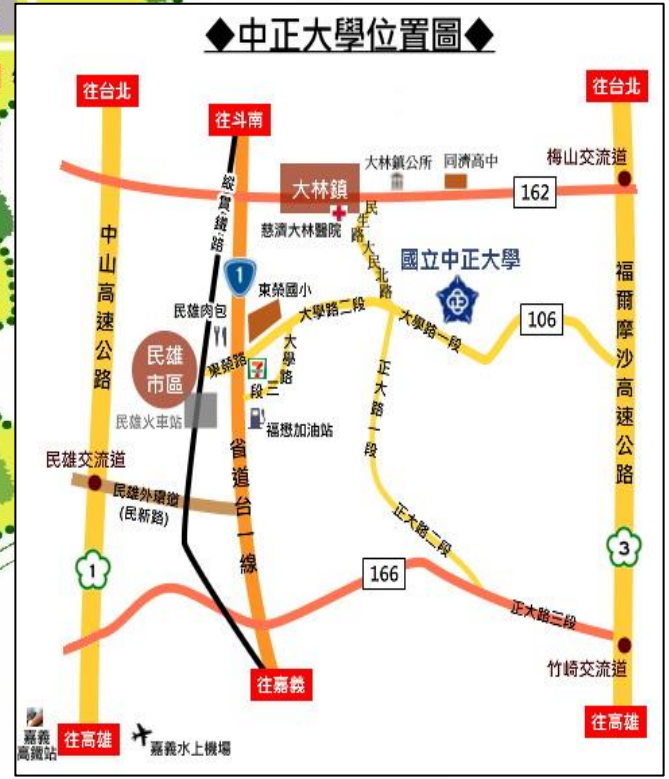 ◆中正大學位置圖◆
往台北
往台北
往斗南
大林鎮公所
同濟高中
梅山交流道
大林鎮
162
縱貫鐵路
慈濟大林醫院
民生路
大民北路
國立中正大學
中山高速公路
福爾摩沙高速公路
1
東榮國小
民雄肉包
大學路二段
大學路一段
106
民雄
市區
東榮路
大學路
三段
7
正大路一段
民雄火車站
福懋加油站
省道台一線
民雄交流道
民雄外環道
(民新路)
正大路二段
1
3
166
正大路三段
竹崎交流道
往嘉義
往高雄
往高雄
嘉義
高鐵站
嘉義水上機場